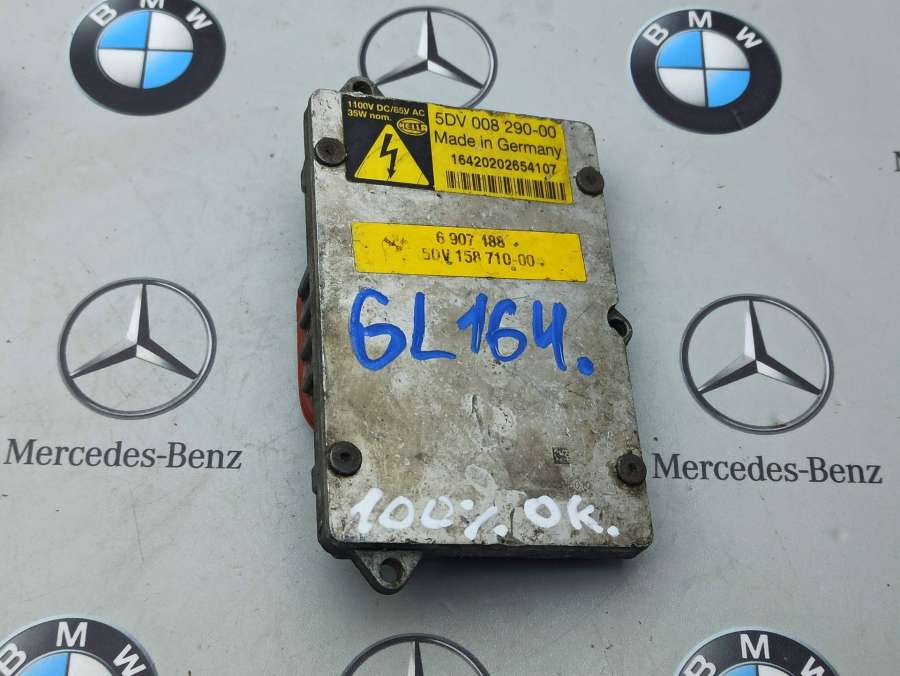 BMW
BMW
1100V DC/85V AC
35W nom.
HELLA
5DV 008 290-00
Made in Germany
16420202654107
6 907 188
5DV 158 710-00
GL164.
Mercedes-Benz
Mercedes-Benz
100% OK.
BMW
BMW